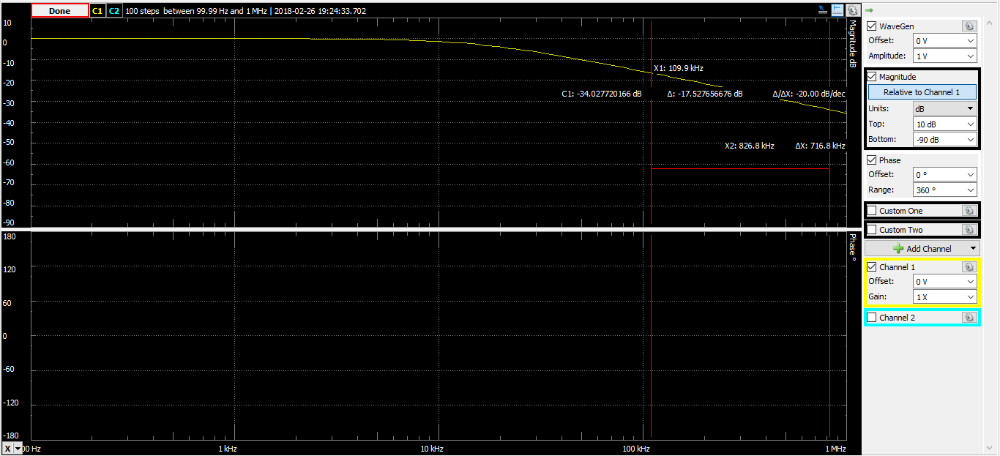 Done C1 C2 100 steps between 99.99 Hz and 1 MHz | 2018-02-26 19:24:33.702
10
0
-10
-20
-30
-40
-50
-60
-70
-80
-90
Magnitude dB
X1: 109.9 kHz
C1: -34.027720166 dB Δ: -17.527656676 dB Δ/ΔX: -20.00 dB/dec
X2: 826.8 kHz ΔX: 716.8 kHz
180
120
60
0
-60
-120
-180
Phase °
X 00 Hz 1 kHz 10 kHz 100 kHz 1 MHz
WaveGen
Offset: 0 V
Amplitude: 1 V
Magnitude
Relative to Channel 1
Units: dB
Top: 10 dB
Bottom: -90 dB
Phase
Offset: 0 °
Range: 360 °
Custom One
Custom Two
Add Channel
Channel 1
Offset: 0 V
Gain: 1 X
Channel 2